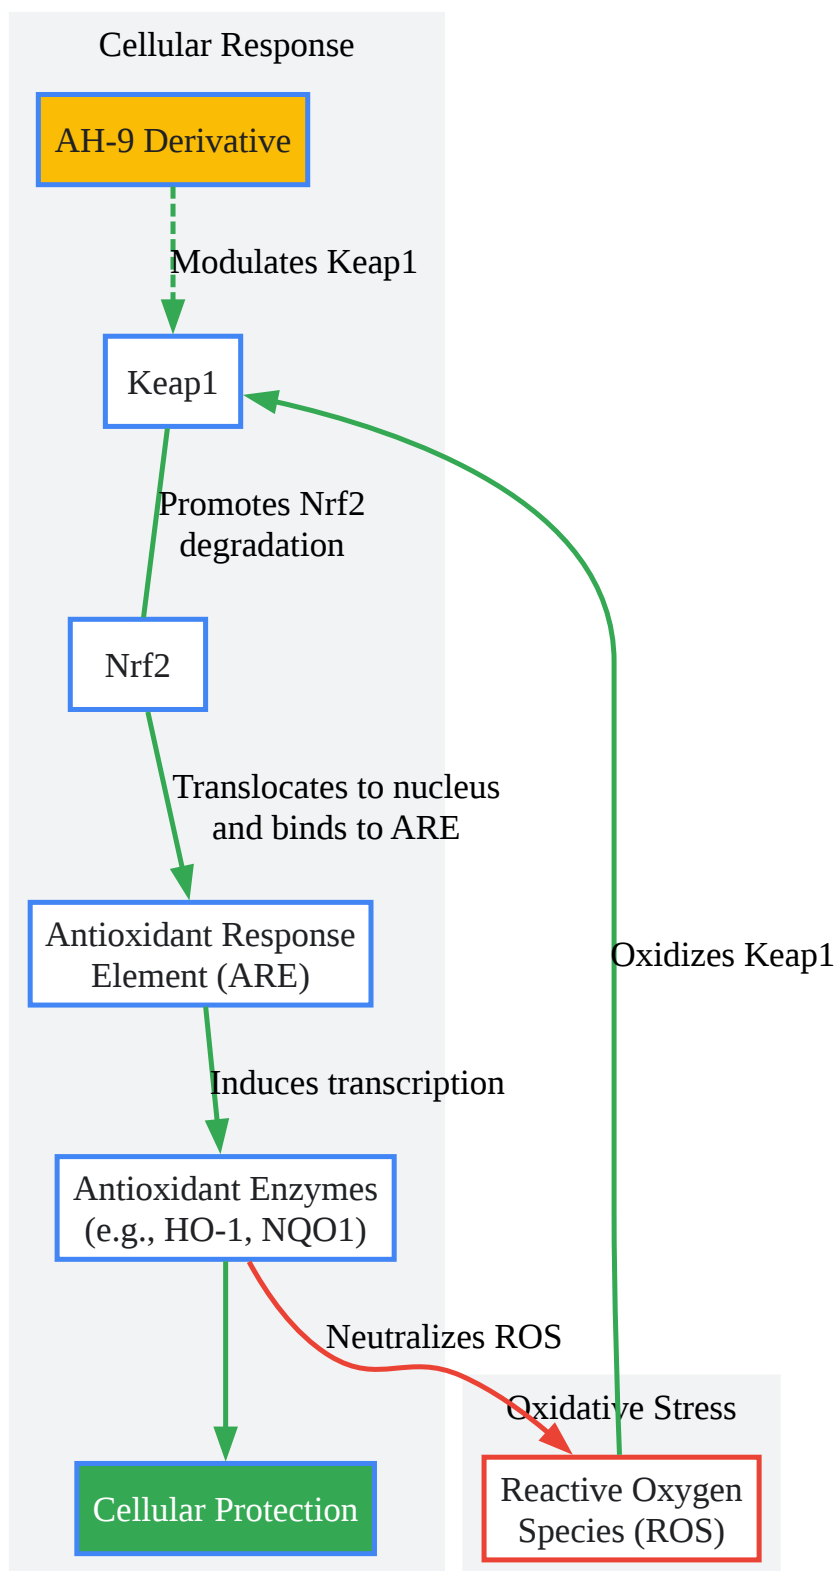 Cellular Response
AH-9 Derivative
Modulates Keap1
Keap1
Promotes Nrf2
degradation
Nrf2
Translocates to nucleus
and binds to ARE
Antioxidant Response
Element (ARE)
Oxidizes Keap1
Induces transcription
Antioxidant Enzymes
(e.g., HO-1, NQO1)
Neutralizes ROS
Oxidative Stress
Reactive Oxygen
Species (ROS)
Cellular Protection